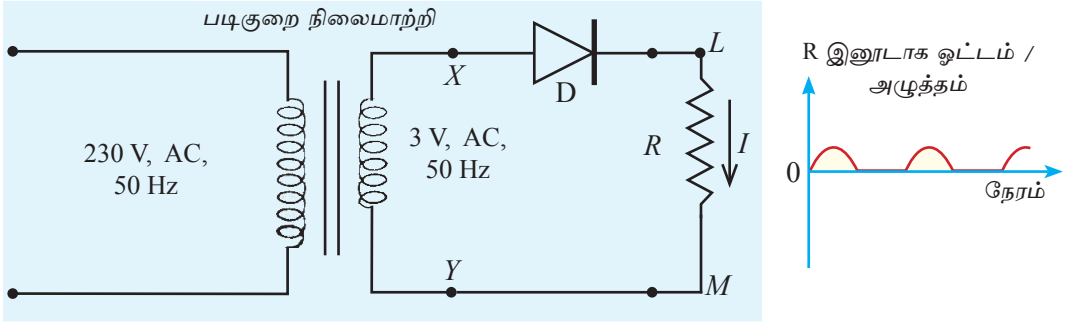 படிகுறை நிலைமாற்றி
X
D
L
230 V, AC,
50 Hz
3 V, AC,
50 Hz
R
I
Y
M
R இனூடாக ஓட்டம் /
அழுத்தம்
0
நேரம்